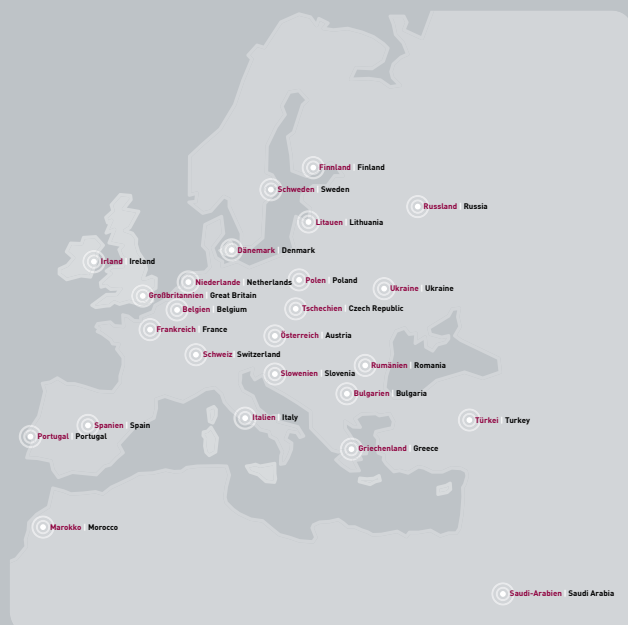 Finnland | Finland
Schweden | Sweden
Russland | Russia
Litauen | Lithuania
Dänemark | Denmark
Irland | Ireland
Niederlande | Netherlands
Polen | Poland
Ukraine | Ukraine
Großbritannien | Great Britain
Belgien | Belgium
Tschechien | Czech Republic
Frankreich | France
Österreich | Austria
Schweiz | Switzerland
Rumänien | Romania
Slowenien | Slovenia
Bulgarien | Bulgaria
Italien | Italy
Türkei | Turkey
Spanien | Spain
Portugal | Portugal
Griechenland | Greece
Marokko | Morocco
Saudi-Arabien | Saudi Arabia